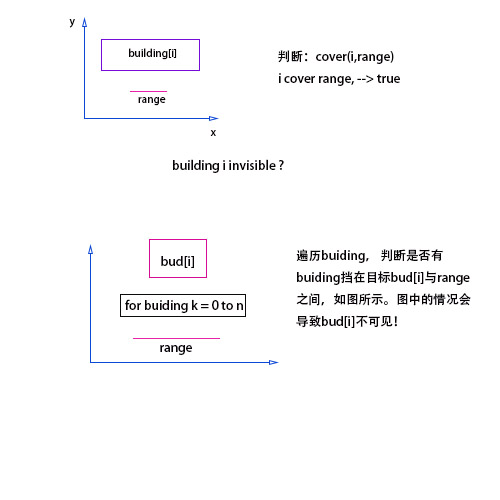 y
building[i]
range
x
判断：cover(i,range)
i cover range, --> true
building i invisible ?
bud[i]
for buiding k = 0 to n
range
遍历buiding， 判断是否有
buiding挡在目标bud[i]与range
之间，如图所示。图中的情况会
导致bud[i]不可见！